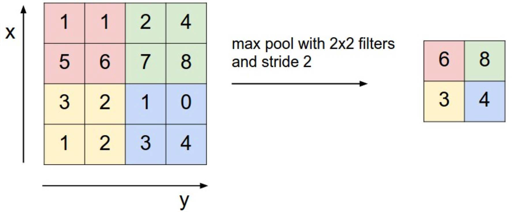 x
1 1 2 4
5 6 7 8
3 2 1 0
1 2 3 4
y
max pool with 2x2 filters
and stride 2
6 8
3 4